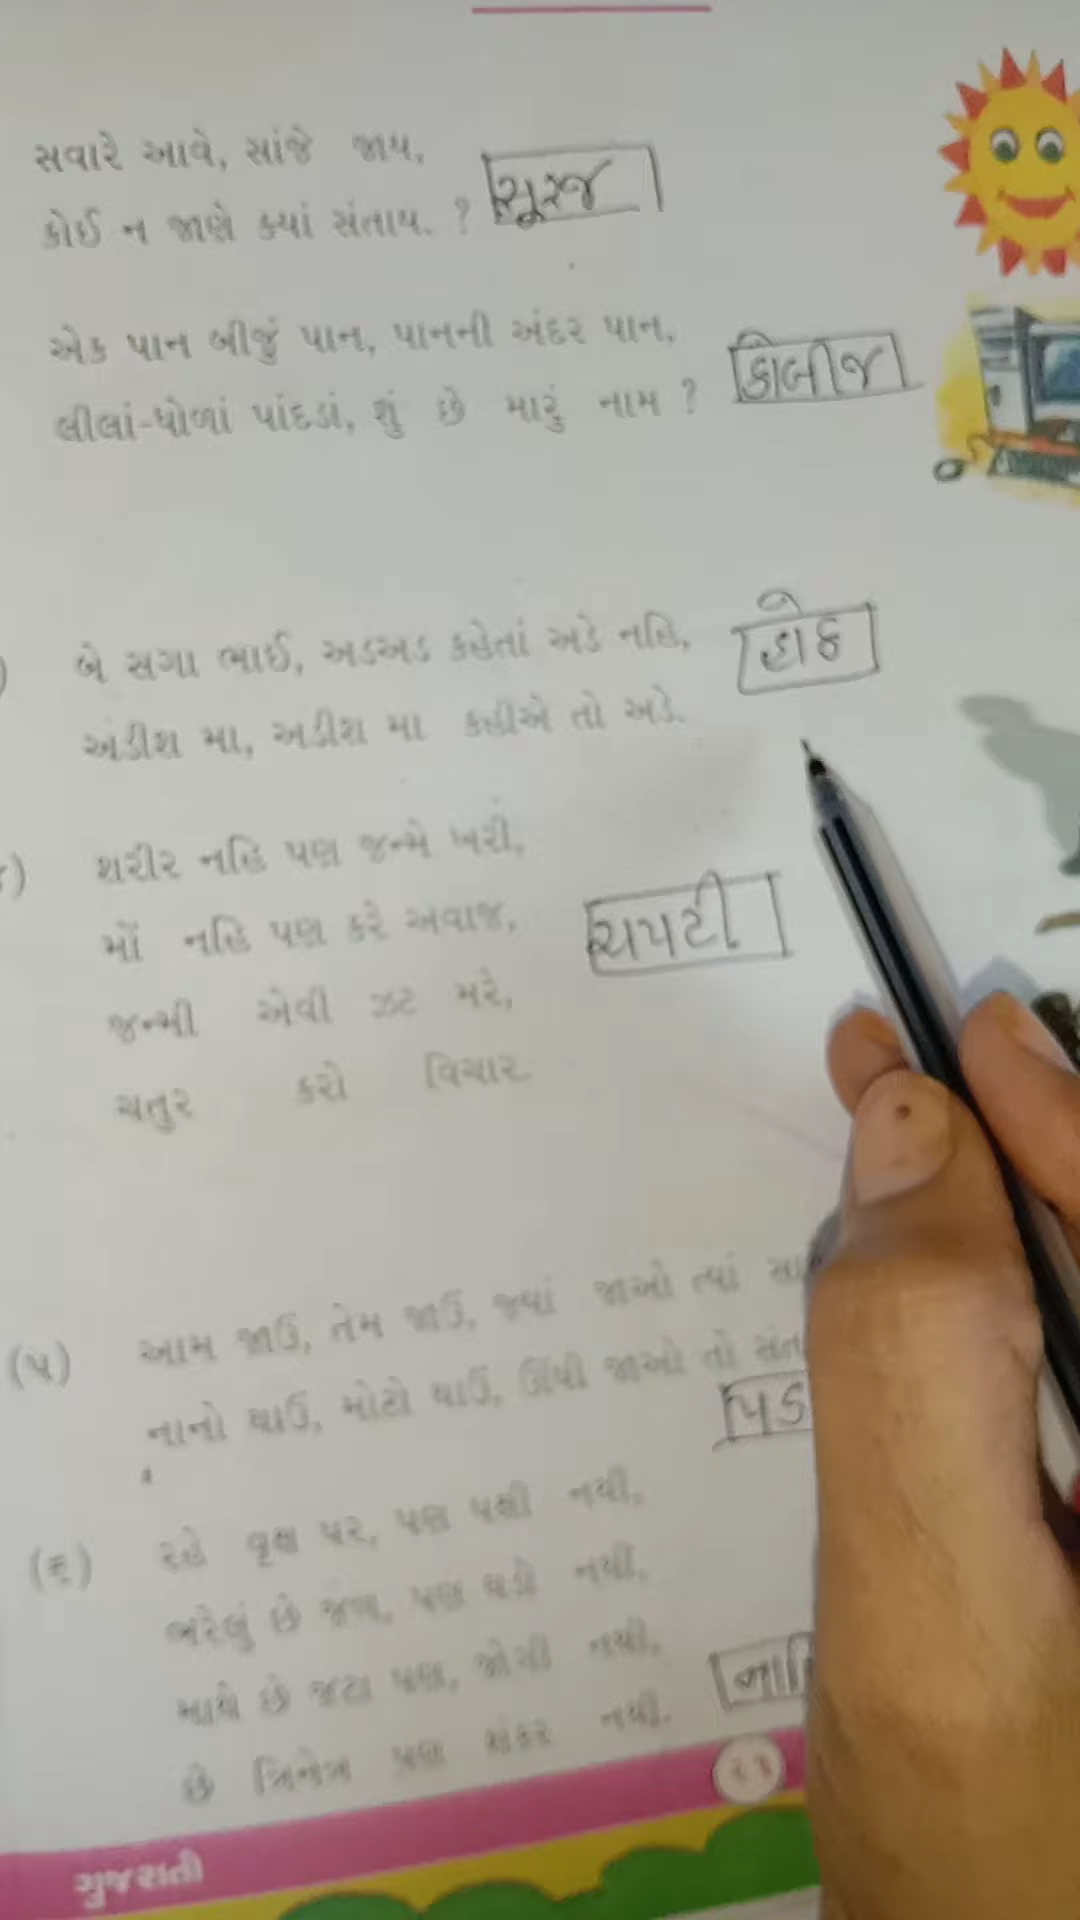 સવારે આવે, સાંજે જાય,
કોઈ ન જાણે ક્યાં સંતાય. ?
સૂરજ
એક પાન બીજું પાન, પાનની અંદર પાન,
લીલાં-ધોળાં પાંદડાં, શું છે મારું નામ ?
કોબીજ
બે સગા ભાઈ, અડઅડ કહેતાં અડે નહિ,
અડીશ મા, અડીશ મા કહીએ તો અડે.
હોઠ
શરીર નહિ પણ જન્મે ખરી,
મોં નહિ પણ કરે અવાજ,
જન્મી એવી ઝટ મરે,
ચતુર કરો વિચાર.
ચપટી
(૫) આમ જાઉં, તેમ જાઉં, જ્યાં જાઓ ત્યાં
નાનો થાઉં, મોટો થાઉં, ઊંઘી જાઓ તો
(૬) રહે વૃક્ષ પર, પણ પક્ષી નથી,
ભરેલું છે જળ, પણ ઘડો નથી,
માથે છે જટા પણ, જોગી નથી,
છે ત્રિનેત્ર પણ શંકર નથી.
ગુજરાતી